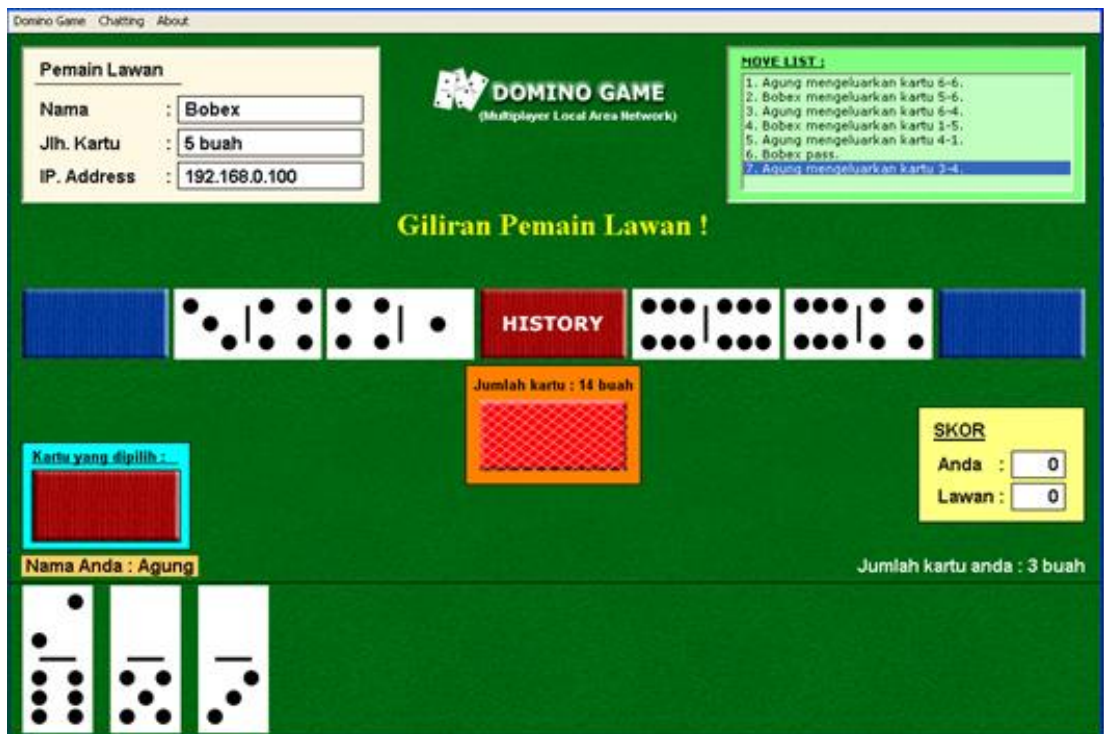 Domino Game Chatting About
Pemain Lawan
Nama : Bobex
Jlh. Kartu : 5 buah
IP. Address : 192.168.0.100
DOMINO GAME
(Multiplayer Local Area Network)
MOVE LIST :
1. Agung mengeluarkan kartu 6-6.
2. Bobex mengeluarkan kartu 5-6.
3. Agung mengeluarkan kartu 6-4.
4. Bobex mengeluarkan kartu 1-5.
5. Agung mengeluarkan kartu 4-1.
6. Bobex pass.
7. Agung mengeluarkan kartu 3-4.
Giliran Pemain Lawan !
HISTORY
Jumlah kartu : 14 buah
SKOR
Anda : 0
Lawan : 0
Kartu yang dipilih :
Nama Anda : Agung
Jumlah kartu anda : 3 buah